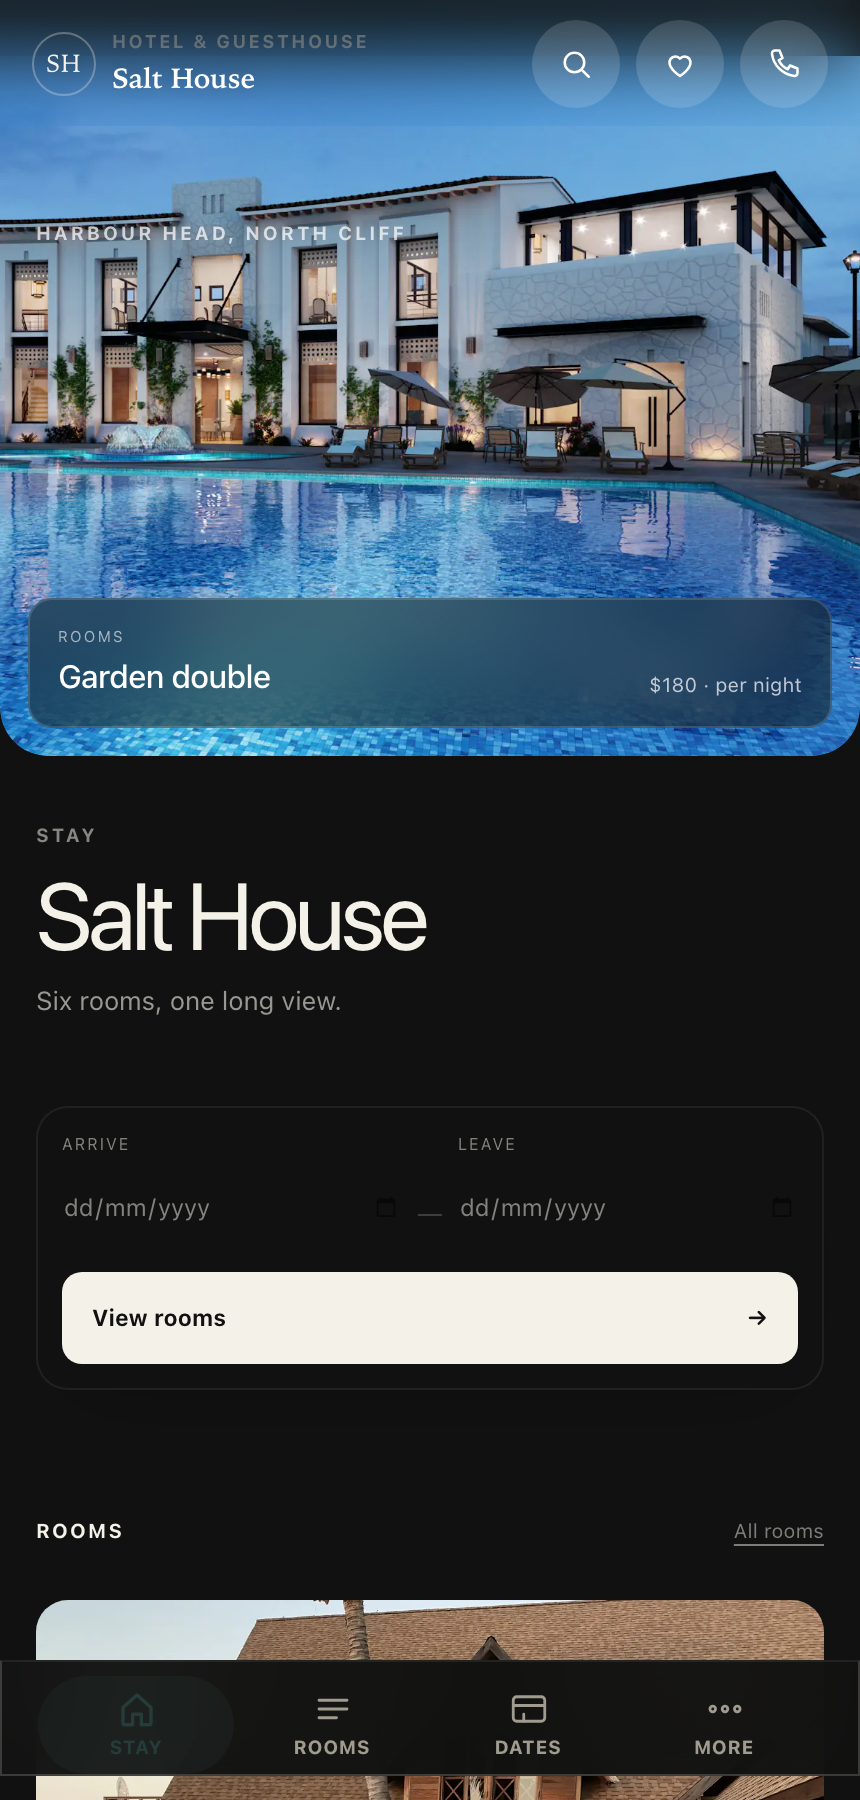 SH
HOTEL & GUESTHOUSE
Salt House
HARBOUR HEAD, NORTH CLIFF
ROOMS
Garden double
$180 · per night
STAY
Salt House
Six rooms, one long view.
ARRIVE
LEAVE
dd/mm/yyyy
dd/mm/yyyy
View rooms
ROOMS
All rooms
STAY
ROOMS
DATES
MORE